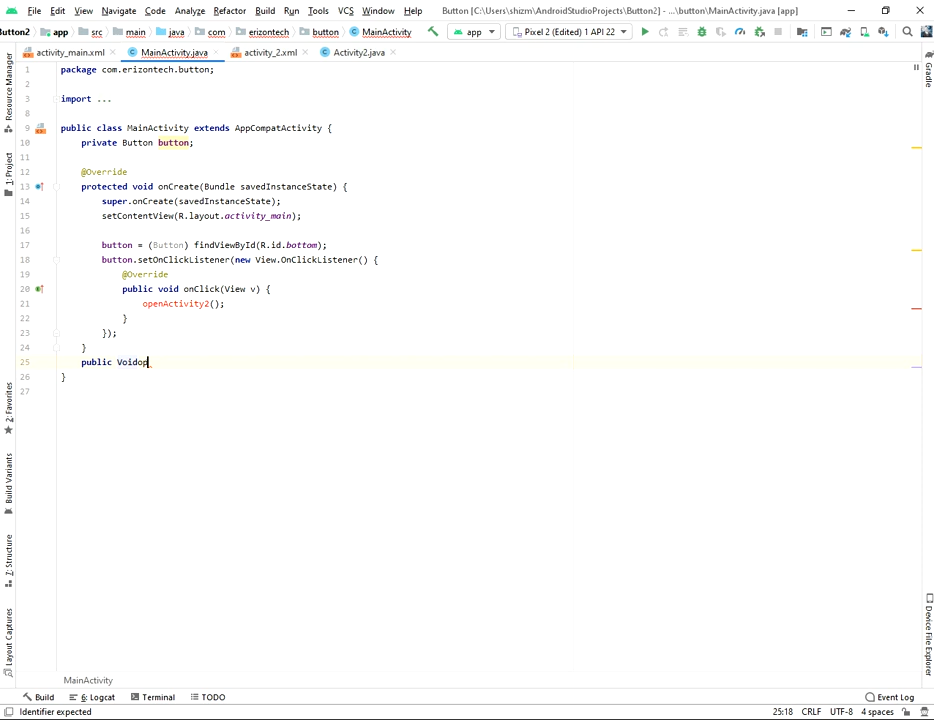 File Edit View Navigate Code Analyze Refactor Build Run Tools VCS Window Help Button [C:\Users\shizm\AndroidStudioProjects\Button2] - ...\button\MainActivity.java [app]
Button2 app src main java com erizontech button MainActivity app Pixel 2 (Edited) 1 API 22
activity_main.xml MainActivity.java activity_2.xml Activity2.java
1 package com.erizontech.button;
2
3 import ...
8
9 public class MainActivity extends AppCompatActivity {
10 private Button button;
11
12 @Override
13 protected void onCreate(Bundle savedInstanceState) {
14 super.onCreate(savedInstanceState);
15 setContentView(R.layout.activity_main);
16
17 button = (Button) findViewById(R.id.bottom);
18 button.setOnClickListener(new View.OnClickListener() {
19 @Override
20 public void onClick(View v) {
21 openActivity2();
22 }
23 });
24 }
25 public Voidop
26 }
27
Resource Manager
1: Project
2: Favorites
Build Variants
7: Structure
Layout Captures
Gradle
Device File Explorer
MainActivity
Build 6: Logcat Terminal TODO Event Log
Identifier expected 25:18 CRLF UTF-8 4 spaces